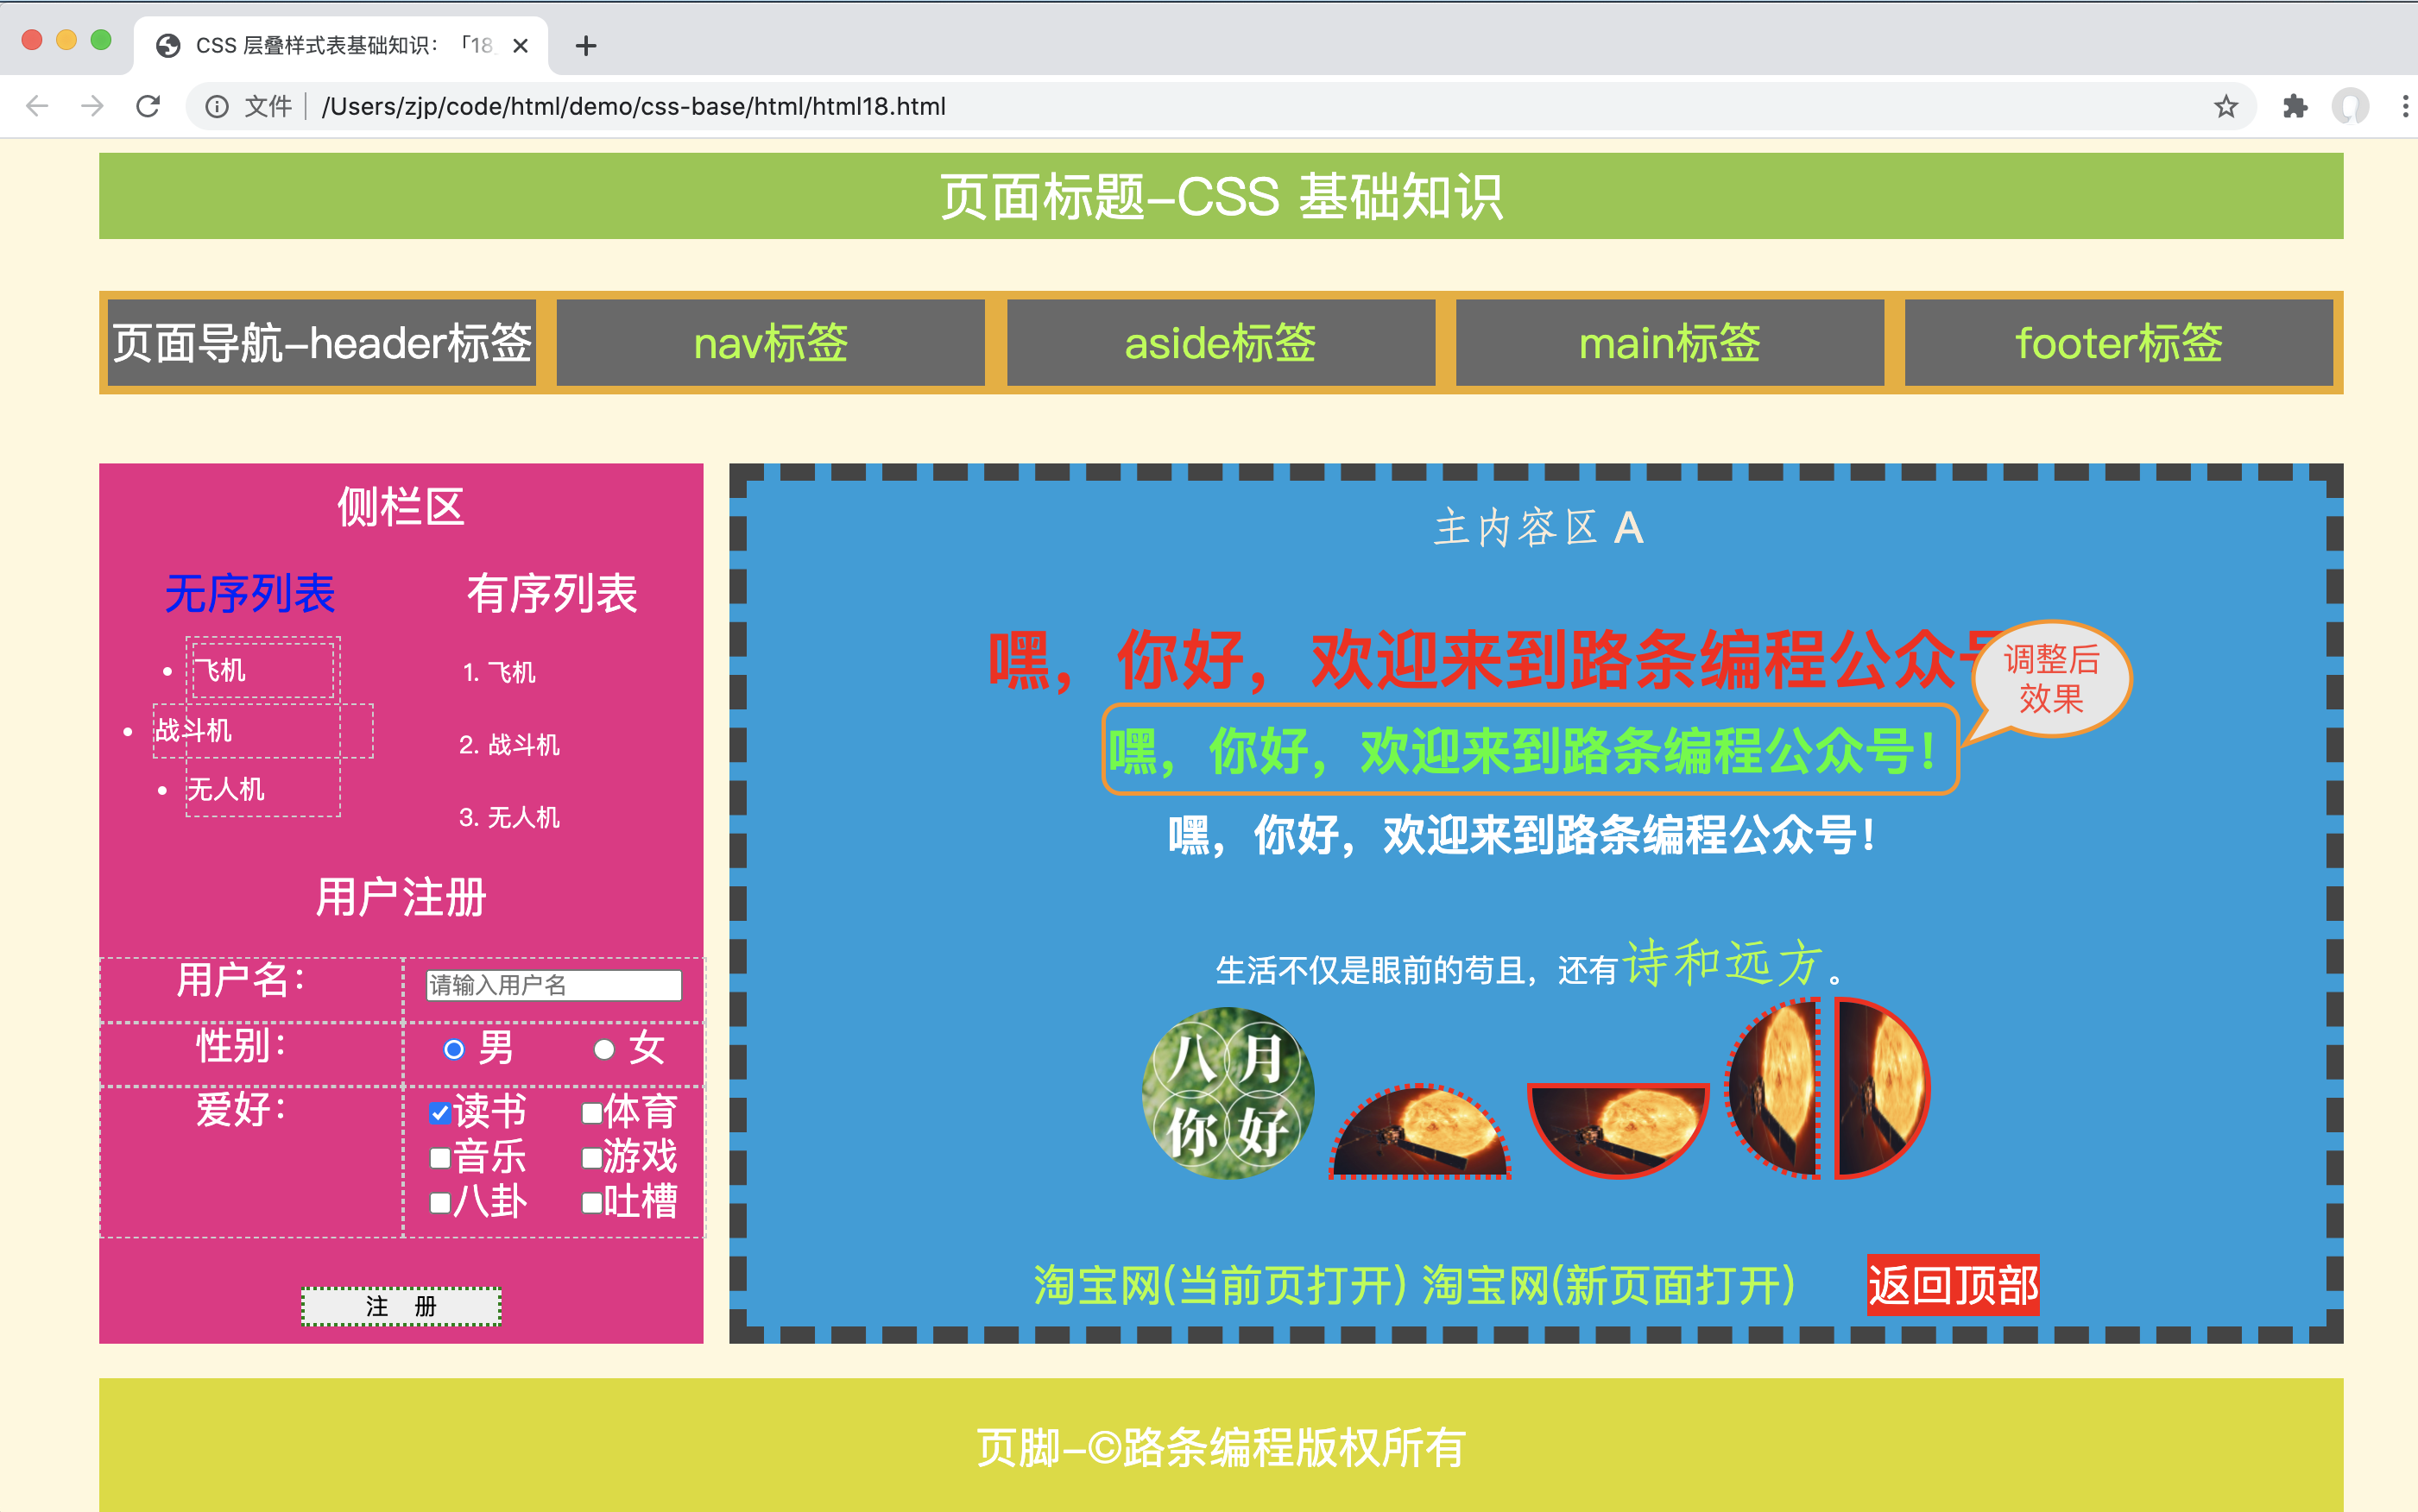 CSS 层叠样式表基础知识：「18
文件 /Users/zjp/code/html/demo/css-base/html/html18.html
页面标题-CSS 基础知识
页面导航-header标签 nav标签 aside标签 main标签 footer标签
侧栏区
无序列表 有序列表
飞机
战斗机
无人机
1. 飞机
2. 战斗机
3. 无人机
用户注册
用户名： 请输入用户名
性别： 男 女
爱好： 读书 体育
音乐 游戏
八卦 吐槽
注 册
主内容区 A
嘿，你好，欢迎来到路条编程公众号
调整后
效果
嘿，你好，欢迎来到路条编程公众号！
嘿，你好，欢迎来到路条编程公众号！
生活不仅是眼前的苟且，还有诗和远方。
八月
你好
淘宝网(当前页打开) 淘宝网(新页面打开) 返回顶部
页脚-©路条编程版权所有